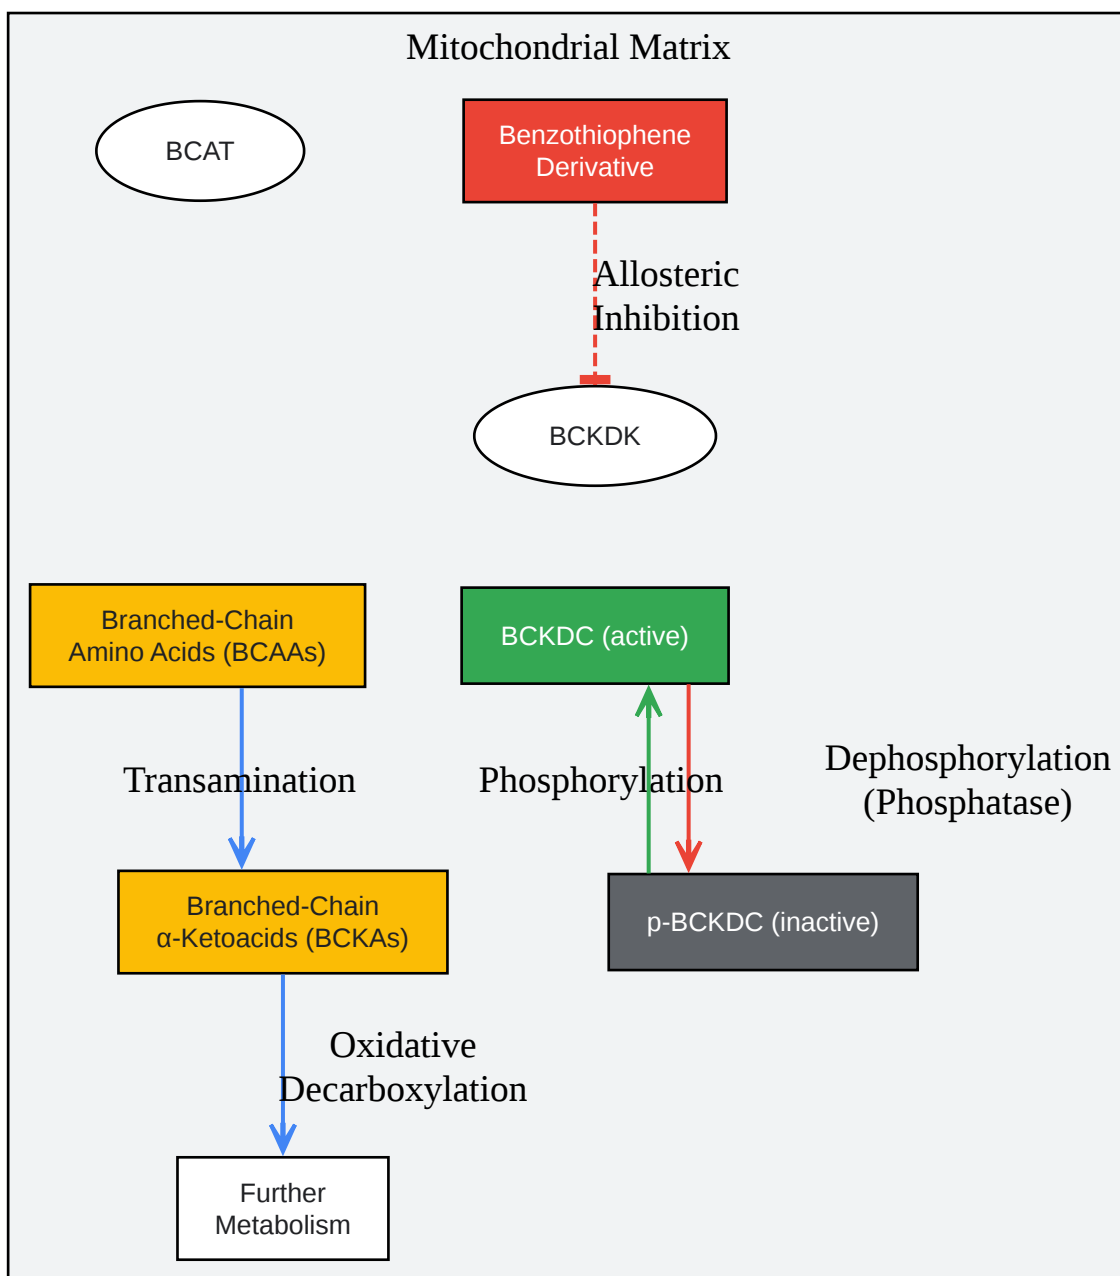 Mitochondrial Matrix
BCAT
Benzothiophene
Derivative
Allosteric
Inhibition
BCKDK
Branched-Chain
Amino Acids (BCAAs)
BCKDC (active)
Transamination
Phosphorylation
Dephosphorylation
(Phosphatase)
Branched-Chain
α-Ketoacids (BCKAs)
p-BCKDC (inactive)
Oxidative
Decarboxylation
Further
Metabolism